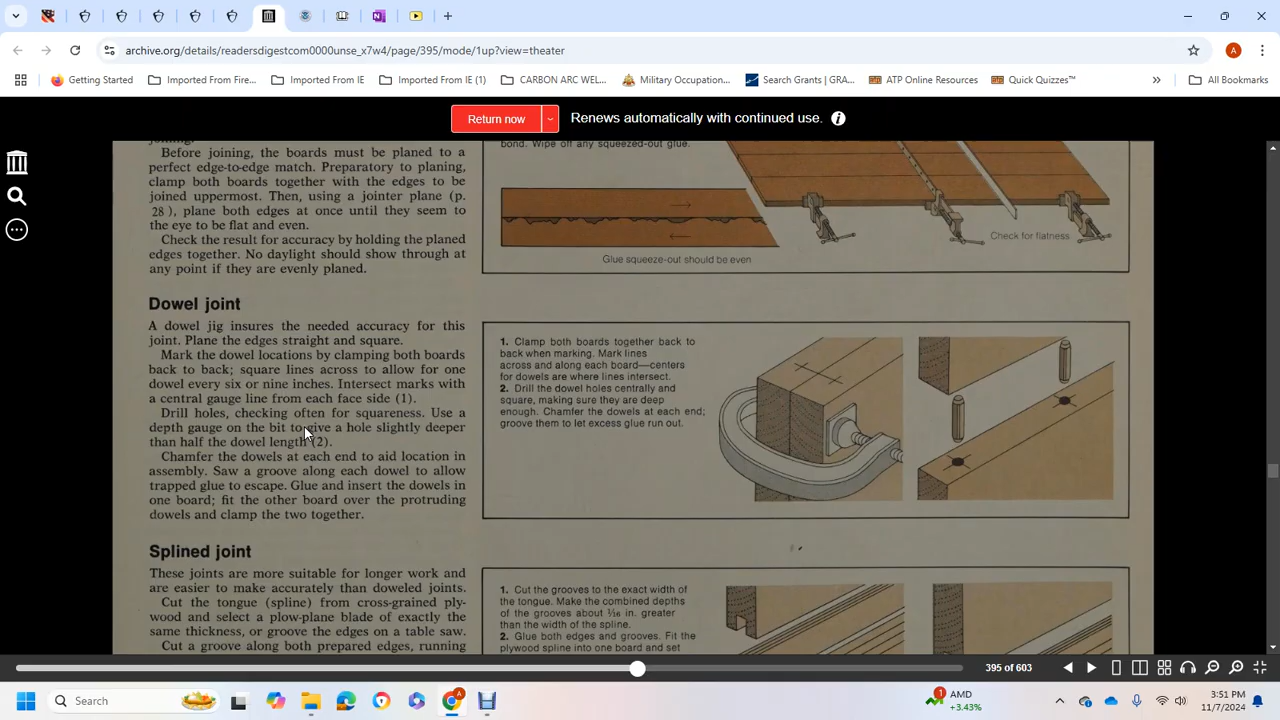 archive.org/details/readersdigestcom0000unse_x7w4/page/395/mode/1up?view=theater
A
Getting Started
Imported From Fire...
Imported From IE
Imported From IE (1)
CARBON ARC WEL...
Military Occupation...
Search Grants | GRA...
ATP Online Resources
Quick Quizzes™
»
All Bookmarks
Return now
Renews automatically with continued use.
joining.
Before joining, the boards must be planed to a
perfect edge-to-edge match. Preparatory to planing,
clamp both boards together with the edges to be
joined uppermost. Then, using a jointer plane (p.
28), plane both edges at once until they seem to
the eye to be flat and even.
Check the result for accuracy by holding the planed
edges together. No daylight should show through at
any point if they are evenly planed.
bond. Wipe off any squeezed-out glue.
Glue squeeze-out should be even
Check for flatness
Dowel joint
A dowel jig insures the needed accuracy for this
joint. Plane the edges straight and square.
Mark the dowel locations by clamping both boards
back to back; square lines across to allow for one
dowel every six or nine inches. Intersect marks with
a central gauge line from each face side (1).
Drill holes, checking often for squareness. Use a
depth gauge on the bit to give a hole slightly deeper
than half the dowel length (2).
Chamfer the dowels at each end to aid location in
assembly. Saw a groove along each dowel to allow
trapped glue to escape. Glue and insert the dowels in
one board; fit the other board over the protruding
dowels and clamp the two together.
1. Clamp both boards together back to
back when marking. Mark lines
across and along each board—centers
for dowels are where lines intersect.
2. Drill the dowel holes centrally and
square, making sure they are deep
enough. Chamfer the dowels at each end;
groove them to let excess glue run out.
Splined joint
These joints are more suitable for longer work and
are easier to make accurately than doweled joints.
Cut the tongue (spline) from cross-grained ply-
wood and select a plow-plane blade of exactly the
same thickness, or groove the edges on a table saw.
Cut a groove along both prepared edges, running
1. Cut the grooves to the exact width of
the tongue. Make the combined depths
of the grooves about 1/16 in. greater
than the width of the spline.
2. Glue both edges and grooves. Fit the
plywood spline into one board and set
395 of 603
Search
1
AMD
+3.43%
3:51 PM
11/7/2024